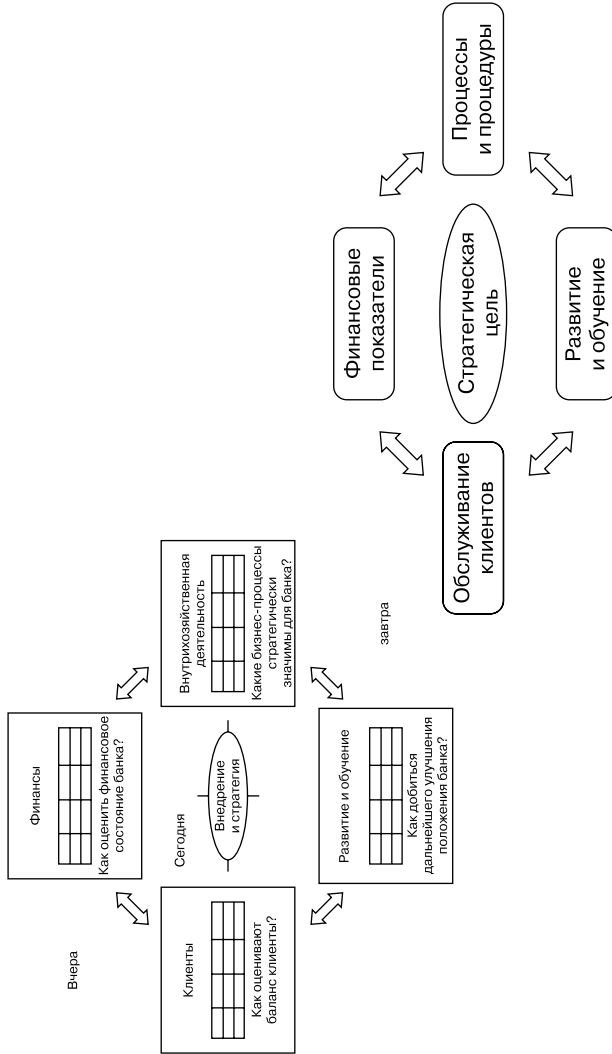 Вчера
Финансы
Как оценить финансовое
состояние банка?
Клиенты
Как оценивают
баланс клиенты?
Сегодня
Внедрение
и стратегия
Внутрихозяйственная
деятельность
Какие бизнес-процессы
стратегически
значимы для банка?
Развитие и обучение
Как добиться
дальнейшего улучшения
положения банка?
завтра
Финансовые
показатели
Обслуживание
клиентов
Стратегическая
цель
Процессы
и процедуры
Развитие
и обучение